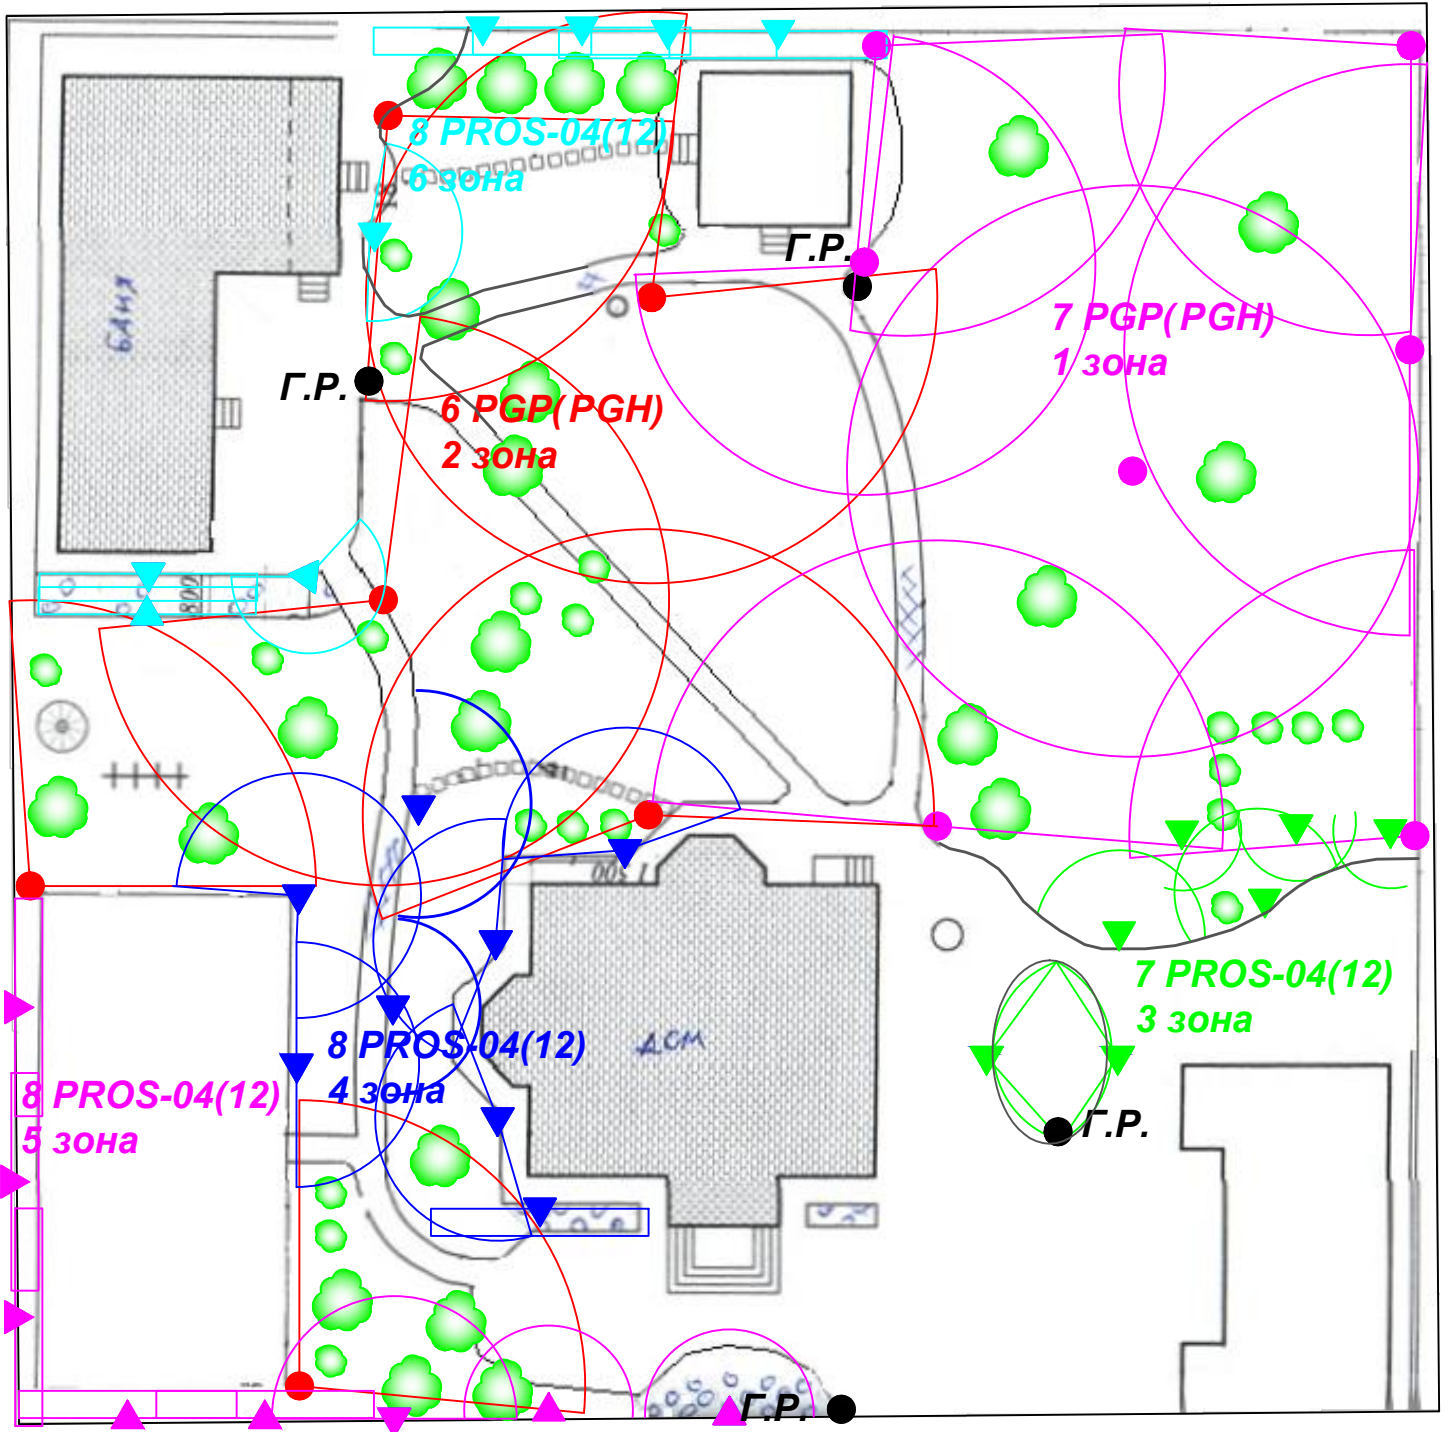 8 PROS-04(12)
6 зона
Г.Р.
баня
7 PGP(PGH)
1 зона
Г.Р.
6 PGP(PGH)
2 зона
800
7 PROS-04(12)
3 зона
дом
8 PROS-04(12)
4 зона
8 PROS-04(12)
5 зона
Г.Р.
Г.Р.